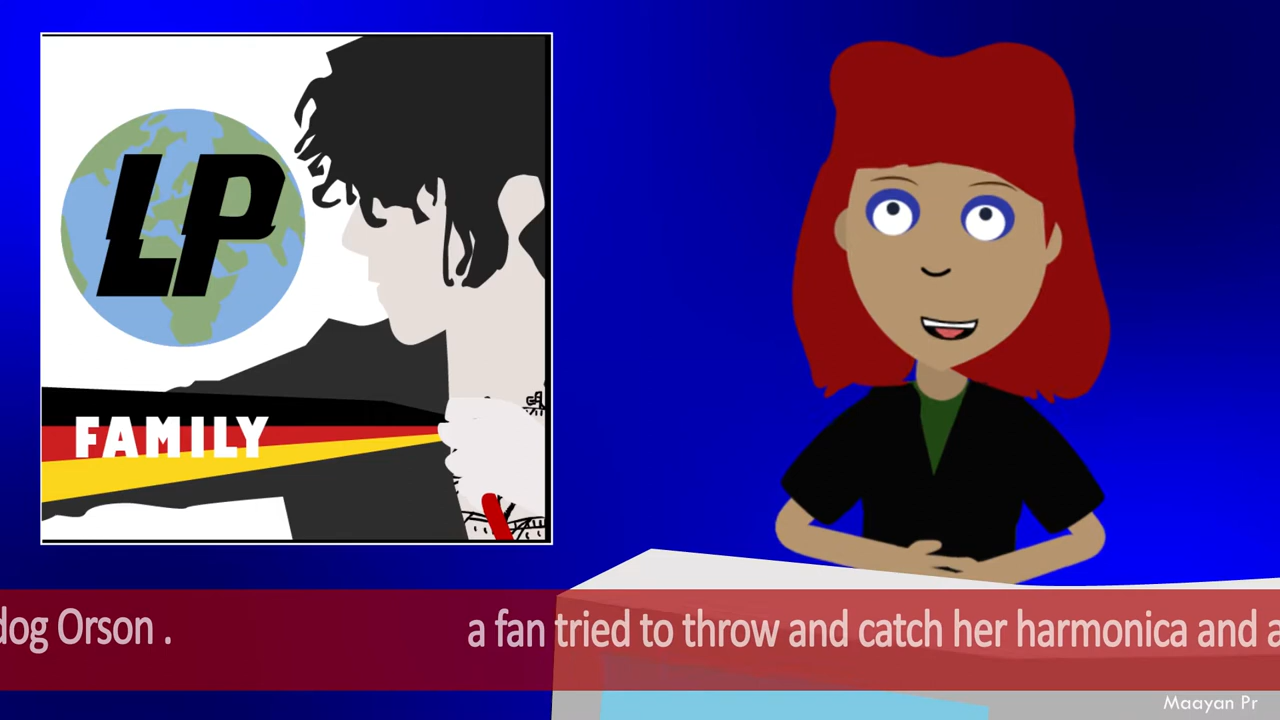 LP
FAMILY
dog Orson .
a fan tried to throw and catch her harmonica and a
Maayan Pr